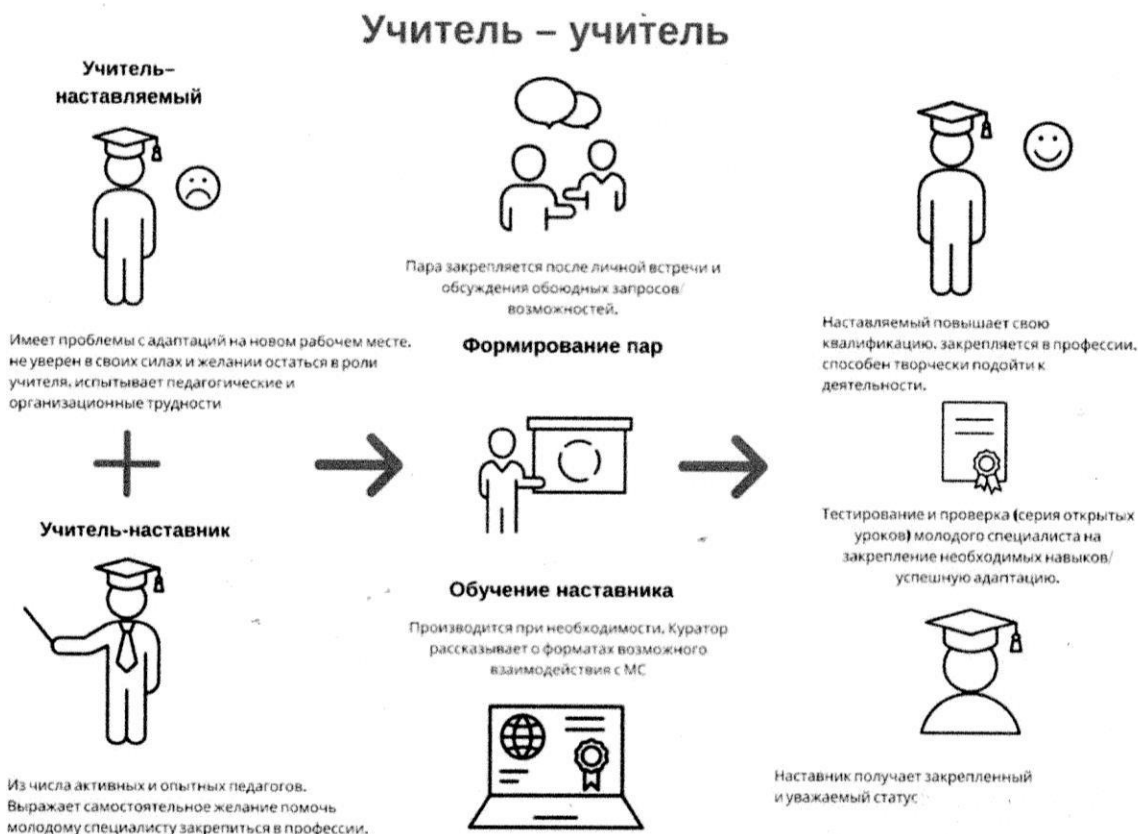 Учитель – учитель
Учитель–
наставляемый
Имеет проблемы с адаптаций на новом рабочем месте.
не уверен в своих силах и желании остаться в роли
учителя, испытывает педагогические и
организационные трудности
Учитель-наставник
Из числа активных и опытных педагогов.
Выражает самостоятельное желание помочь
молодому специалисту закрепиться в профессии.
Пара закрепляется после личной встречи и
обсуждения обоюдных запросов/
возможностей.
Формирование пар
Обучение наставника
Производится при необходимости. Куратор
рассказывает о форматах возможного
взаимодействия с МС
Наставляемый повышает свою
квалификацию. закрепляется в профессии.
способен творчески подойти к
деятельности.
Тестирование и проверка (серия открытых
уроков) молодого специалиста на
закрепление необходимых навыков/
успешную адаптацию.
Наставник получает закрепленный
и уважаемый статус